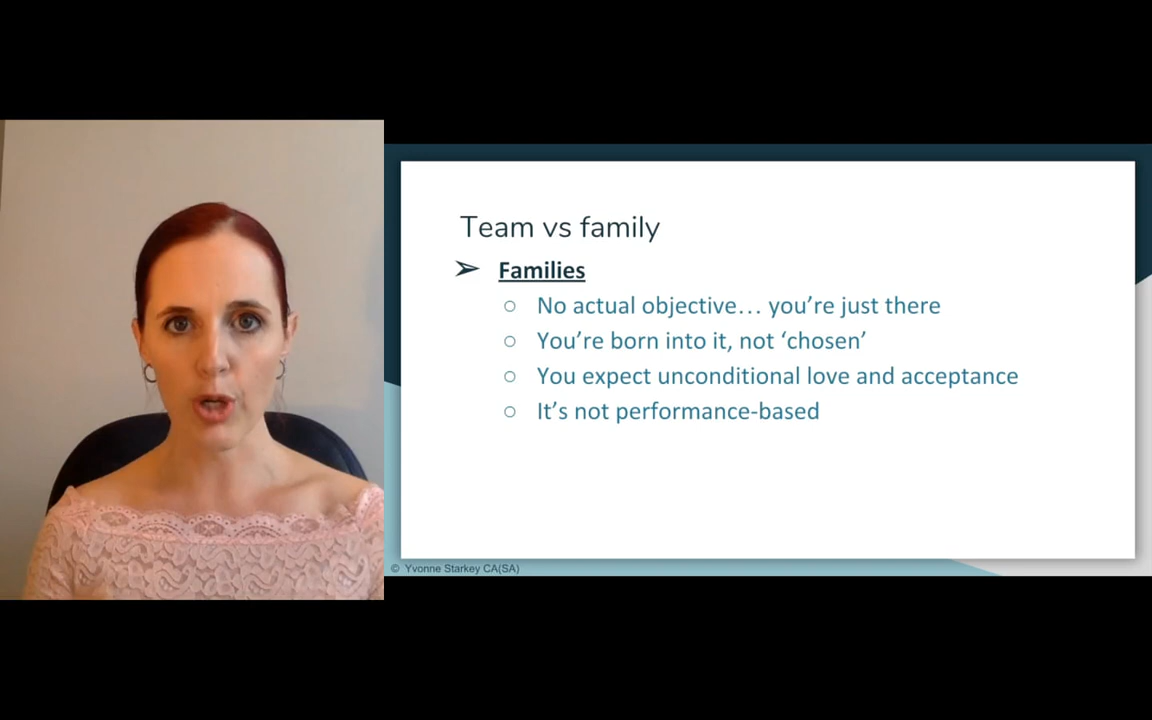 Team vs family
➢ Families
○ No actual objective… you’re just there
○ You’re born into it, not ‘chosen’
○ You expect unconditional love and acceptance
○ It’s not performance-based
© Yvonne Starkey CA(SA)